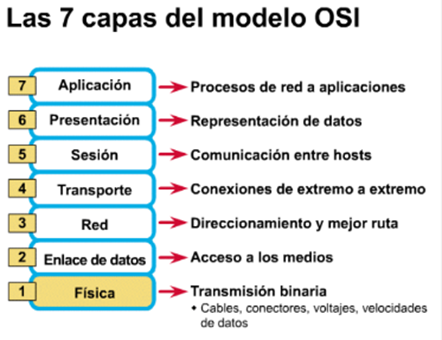 Las 7 capas del modelo OSI
7 Aplicación Procesos de red a aplicaciones
6 Presentación Representación de datos
5 Sesión Comunicación entre hosts
4 Transporte Conexiones de extremo a extremo
3 Red Direccionamiento y mejor ruta
2 Enlace de datos Acceso a los medios
1 Física Transmisión binaria
• Cables, conectores, voltajes, velocidades
de datos